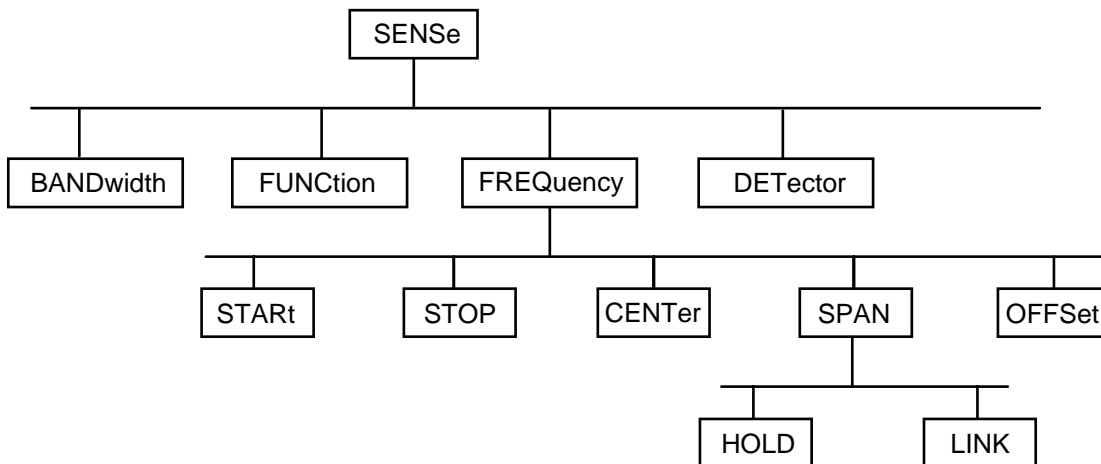 SENSe
BANDwidth
FUNCtion
FREQuency
DETector
STARt
STOP
CENTer
SPAN
OFFSet
HOLD
LINK